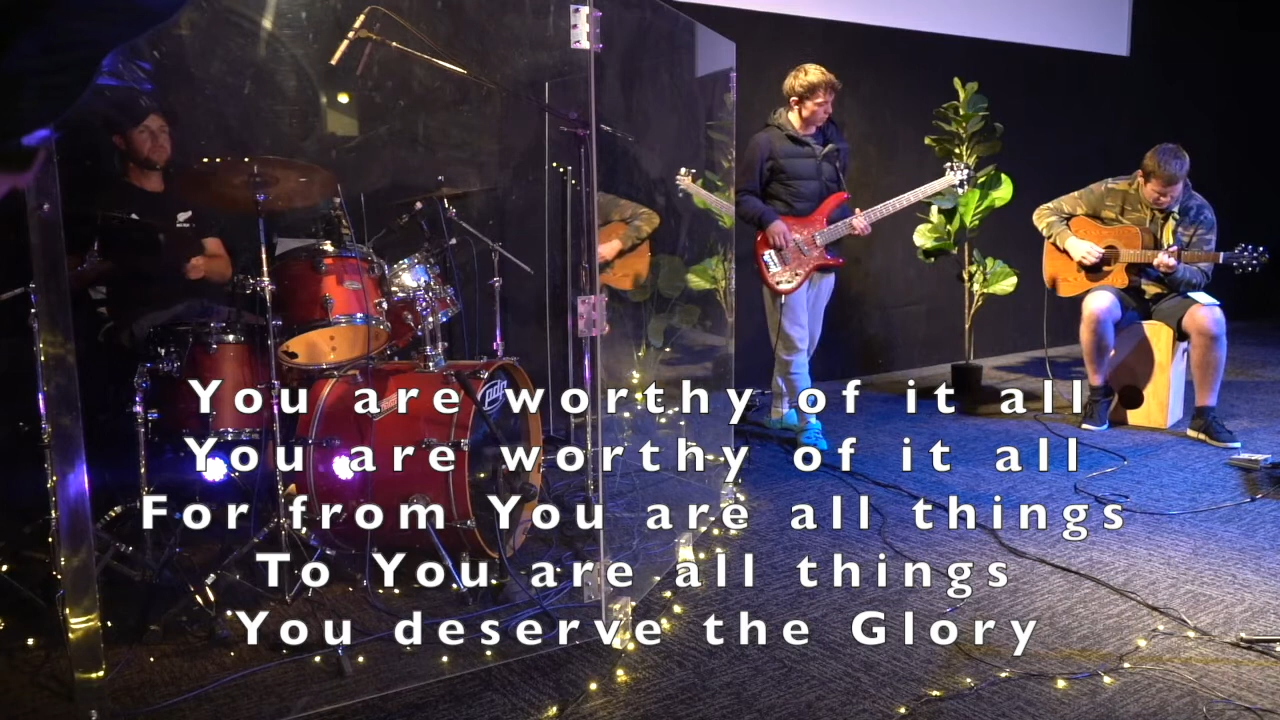 You are worthy of it all
You are worthy of it all
For from You are all things
To You are all things
You deserve the Glory
pdp